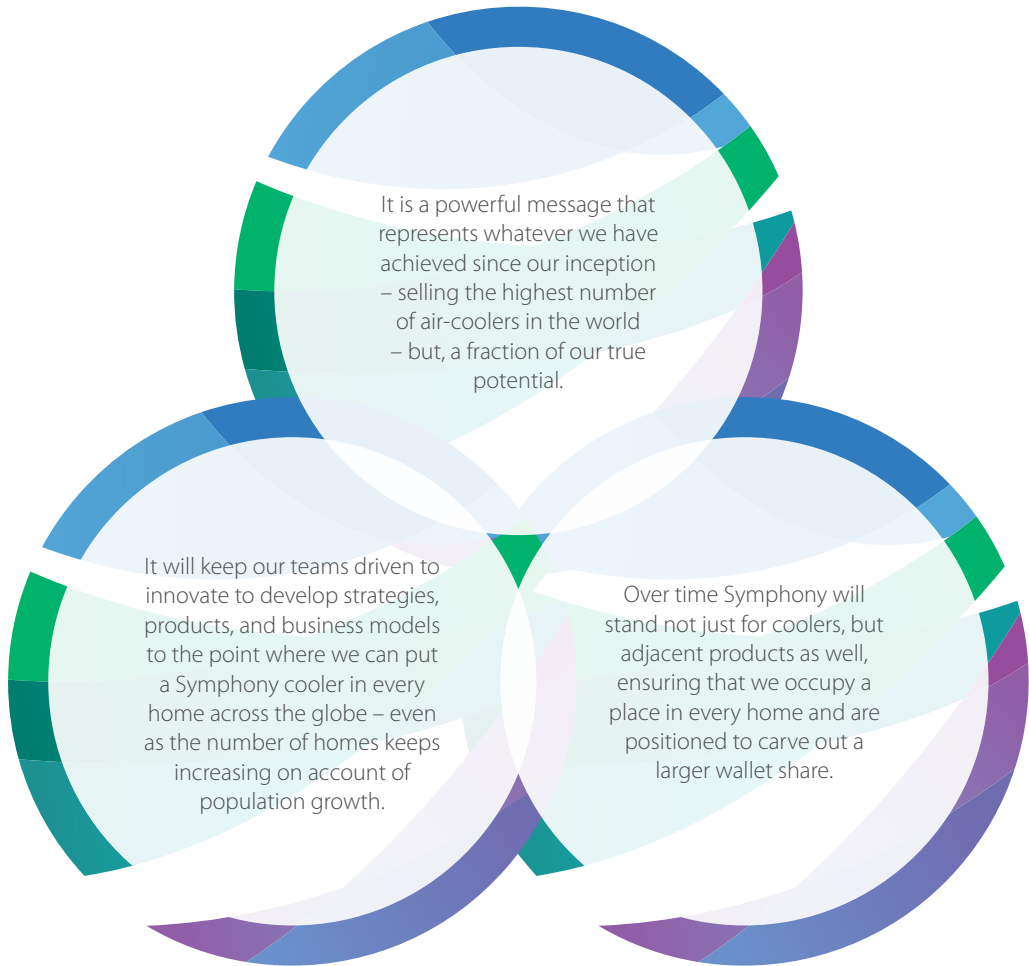 It is a powerful message that
represents whatever we have
achieved since our inception
– selling the highest number
of air-coolers in the world
– but, a fraction of our true
potential.
It will keep our teams driven to
innovate to develop strategies,
products, and business models
to the point where we can put
a Symphony cooler in every
home across the globe – even
as the number of homes keeps
increasing on account of
population growth.
Over time Symphony will
stand not just for coolers, but
adjacent products as well,
ensuring that we occupy a
place in every home and are
positioned to carve out a
larger wallet share.